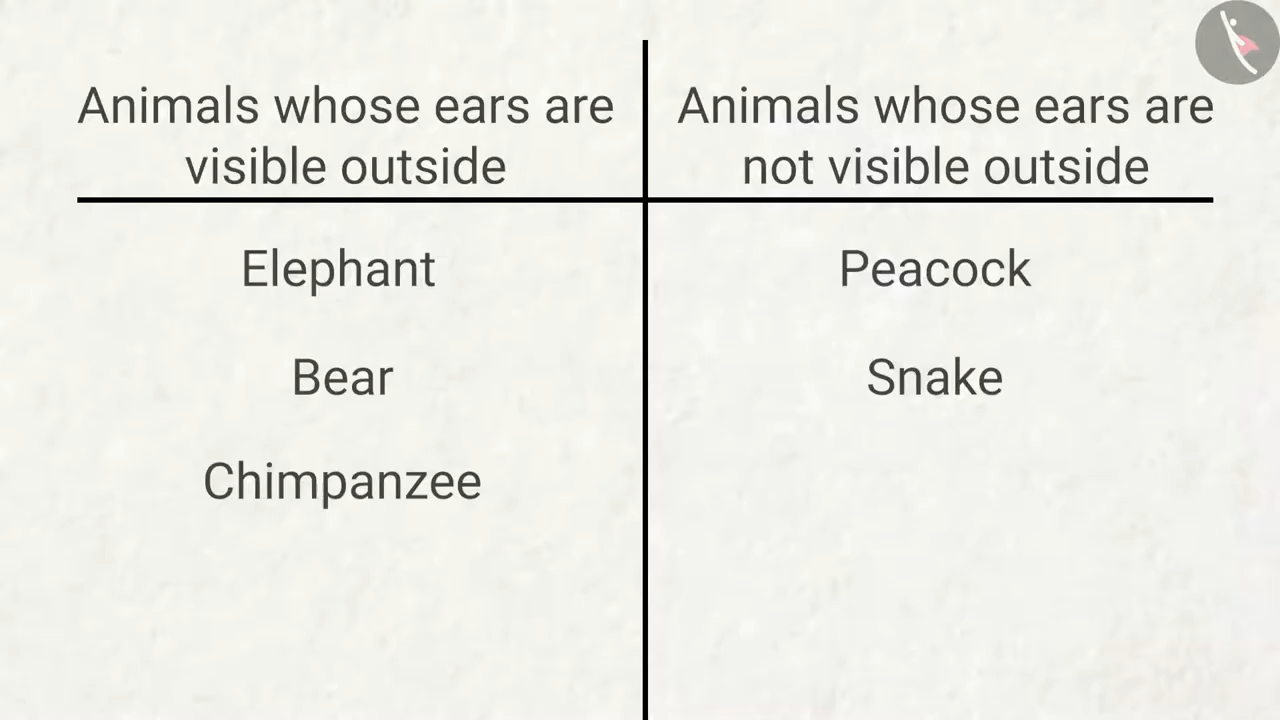 Animals whose ears are
visible outside
Animals whose ears are
not visible outside
Elephant
Peacock
Bear
Snake
Chimpanzee